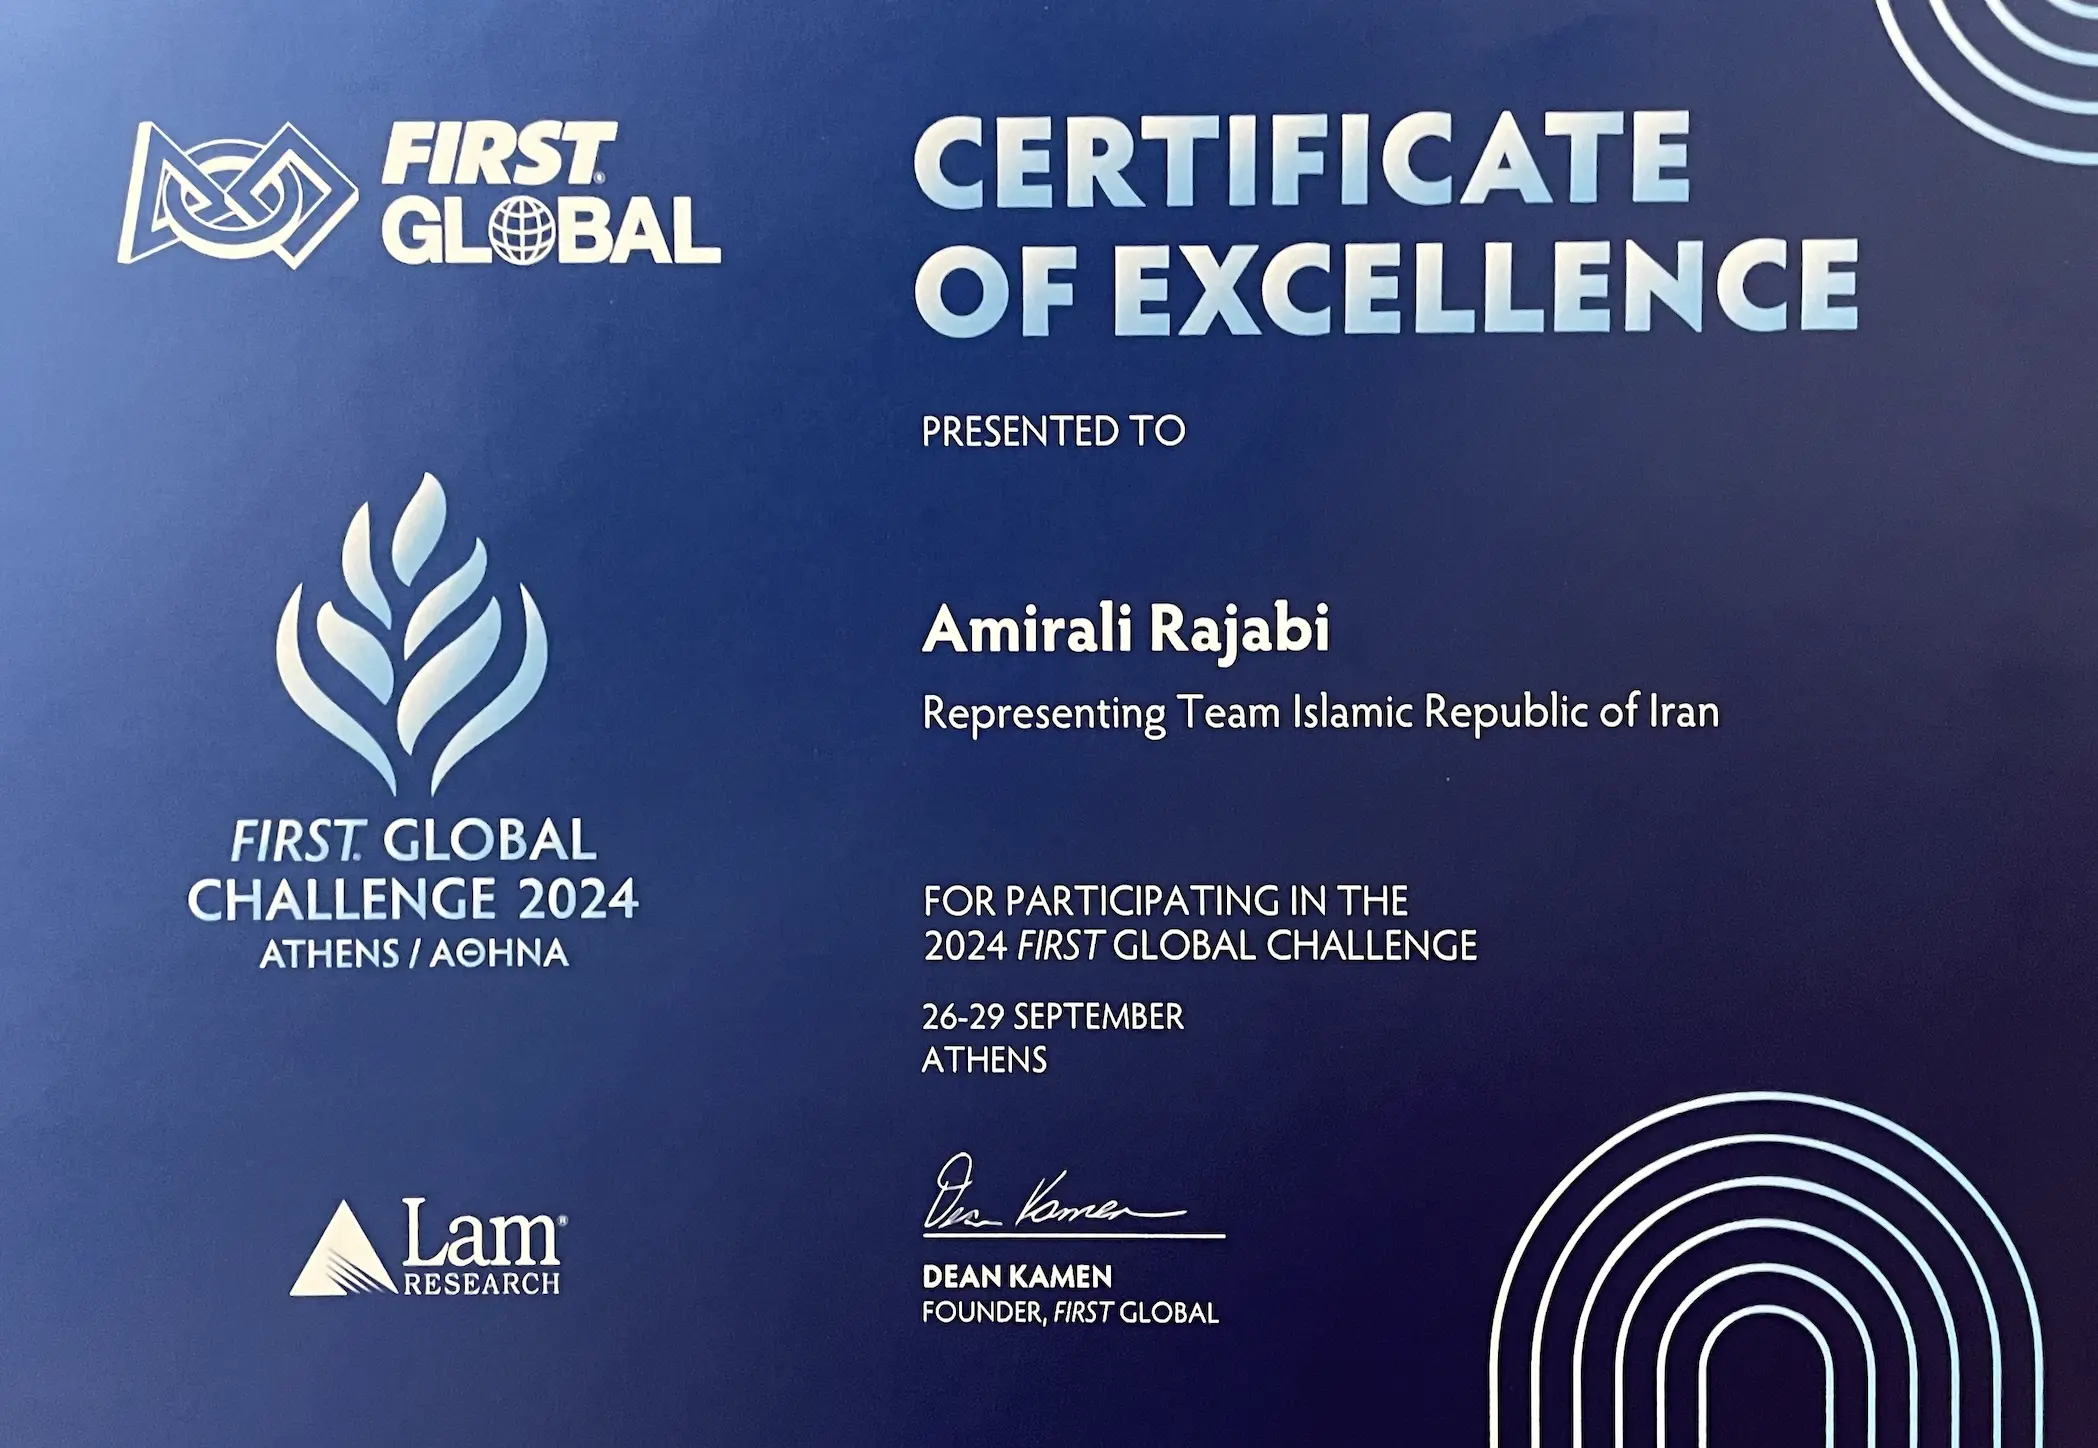 FIRST®
GLOBAL
CERTIFICATE
OF EXCELLENCE
PRESENTED TO
Amirali Rajabi
Representing Team Islamic Republic of Iran
FIRST® GLOBAL
CHALLENGE 2024
ATHENS / ΑΘΗΝΑ
FOR PARTICIPATING IN THE
2024 FIRST GLOBAL CHALLENGE
26-29 SEPTEMBER
ATHENS
Lam®
RESEARCH
Dean Kamen
DEAN KAMEN
FOUNDER, FIRST GLOBAL